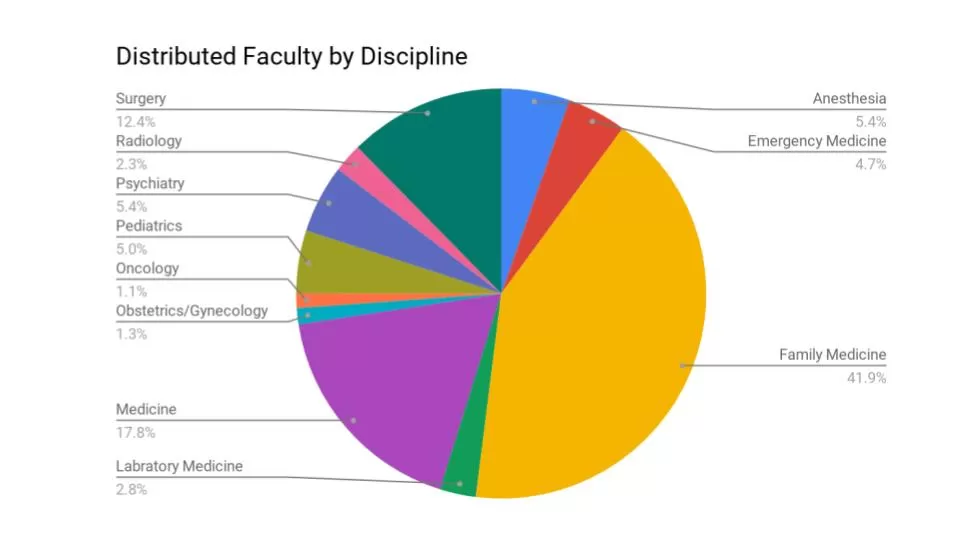 Distributed Faculty by Discipline
Surgery
12.4%
Radiology
2.3%
Psychiatry
5.4%
Pediatrics
5.0%
Oncology
1.1%
Obstetrics/Gynecology
1.3%
Medicine
17.8%
Labratory Medicine
2.8%
Anesthesia
5.4%
Emergency Medicine
4.7%
Family Medicine
41.9%